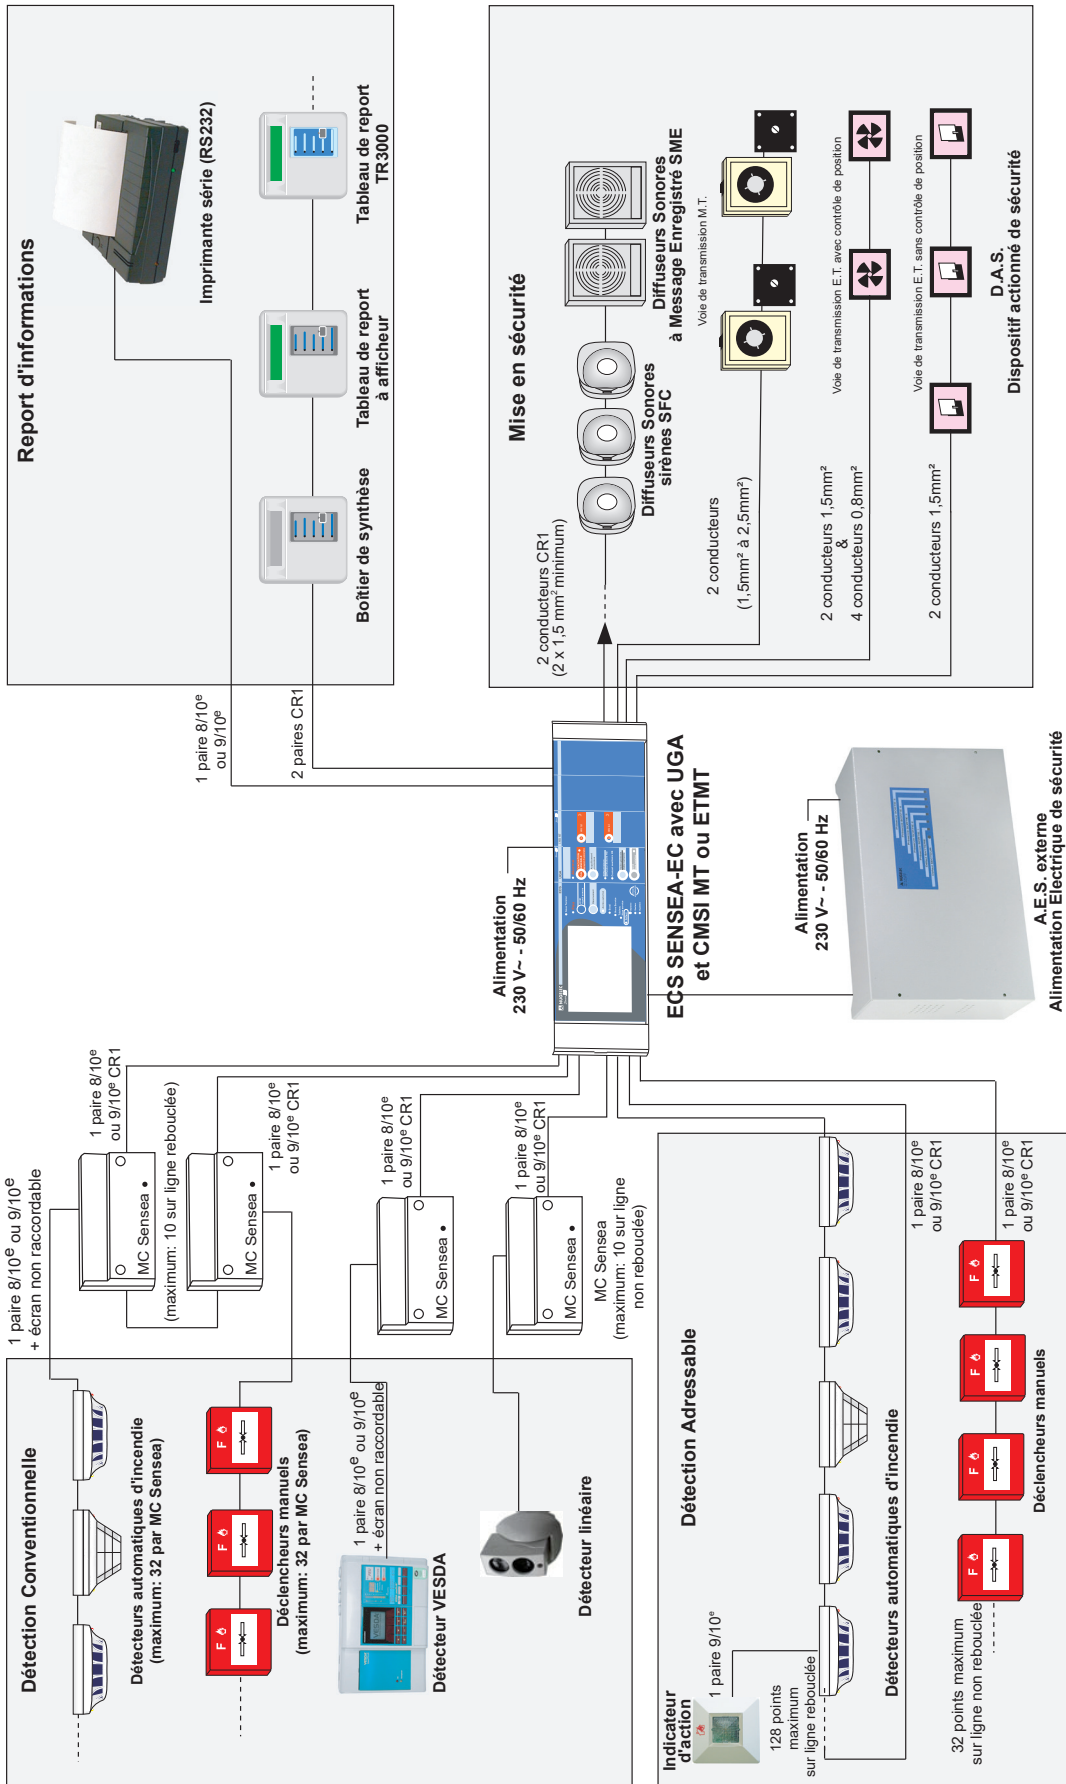 Détection Conventionnelle
1 paire 8/10e ou 9/10e
+ écran non raccordable
Détecteurs automatiques d'incendie
(maximum: 32 par MC Sensea)
F
F
F
Déclencheurs manuels
(maximum: 32 par MC Sensea)
MC Sensea
1 paire 8/10e
ou 9/10e CR1
(maximum: 10 sur ligne rebouclée)
MC Sensea
1 paire 8/10e
ou 9/10e CR1
1 paire 8/10e ou 9/10e
+ écran non raccordable
VESDA
Détecteur VESDA
MC Sensea
1 paire 8/10e
ou 9/10e CR1
Détecteur linéaire
MC Sensea
1 paire 8/10e
ou 9/10e CR1
MC Sensea
(maximum: 10 sur ligne
non rebouclée)
Détection Adressable
Indicateur
d'action
1 paire 9/10e
128 points
maximum
sur ligne rebouclée
Détecteurs automatiques d'incendie
1 paire 8/10e
ou 9/10e CR1
F
F
F
F
32 points maximum
sur ligne non rebouclée
Déclencheurs manuels
1 paire 8/10e
ou 9/10e CR1
Alimentation
230 V~ - 50/60 Hz
ECS SENSEA-EC avec UGA
et CMSI MT ou ETMT
Alimentation
230 V~ - 50/60 Hz
A.E.S. externe
Alimentation Electrique de sécurité
Report d'informations
Imprimante série (RS232)
1 paire 8/10e
ou 9/10e
2 paires CR1
Boîtier de synthèse
Tableau de report
à afficheur
Tableau de report
TR3000
Mise en sécurité
2 conducteurs CR1
(2 x 1,5 mm² minimum)
Diffuseurs Sonores
sirènes SFC
Diffuseurs Sonores
à Message Enregistré SME
2 conducteurs
(1,5mm² à 2,5mm²)
Voie de transmission M.T.
2 conducteurs 1,5mm²
&
4 conducteurs 0,8mm²
Voie de transmission E.T. avec contrôle de position
2 conducteurs 1,5mm²
Voie de transmission E.T. sans contrôle de position
D.A.S.
Dispositif actionné de sécurité